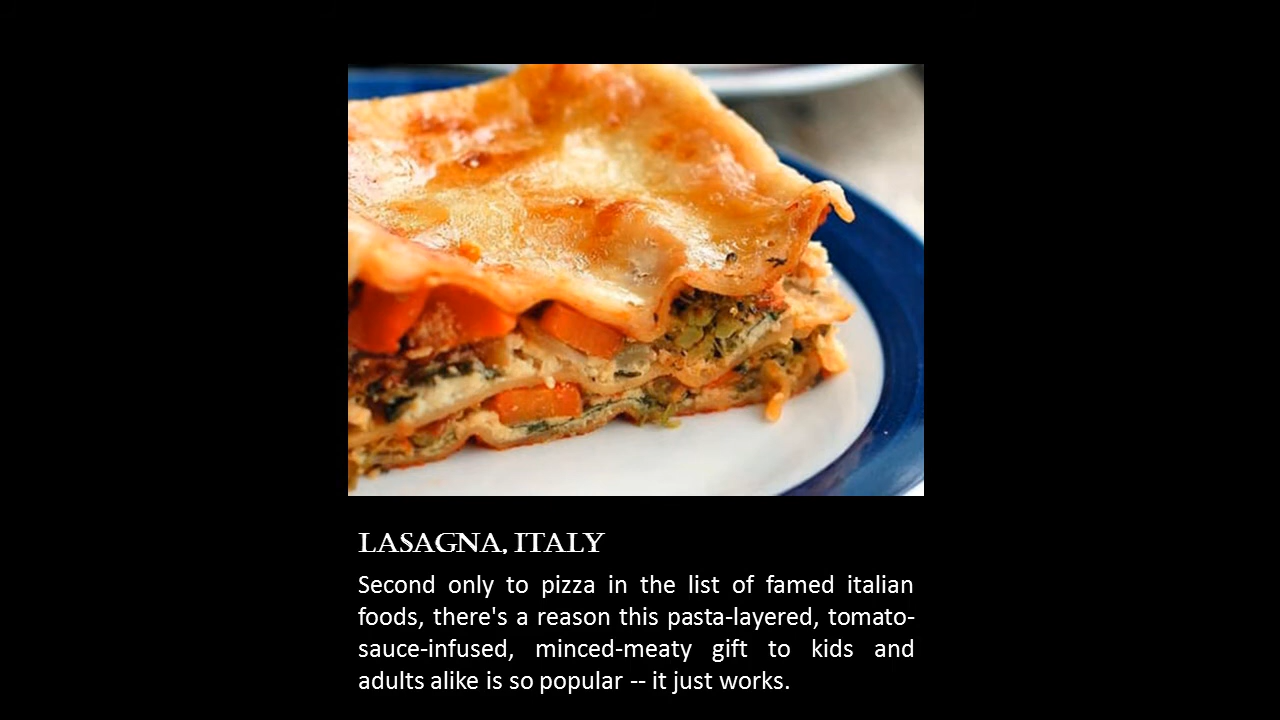 LASAGNA, ITALY
Second only to pizza in the list of famed italian
foods, there's a reason this pasta-layered, tomato-
sauce-infused, minced-meaty gift to kids and
adults alike is so popular -- it just works.